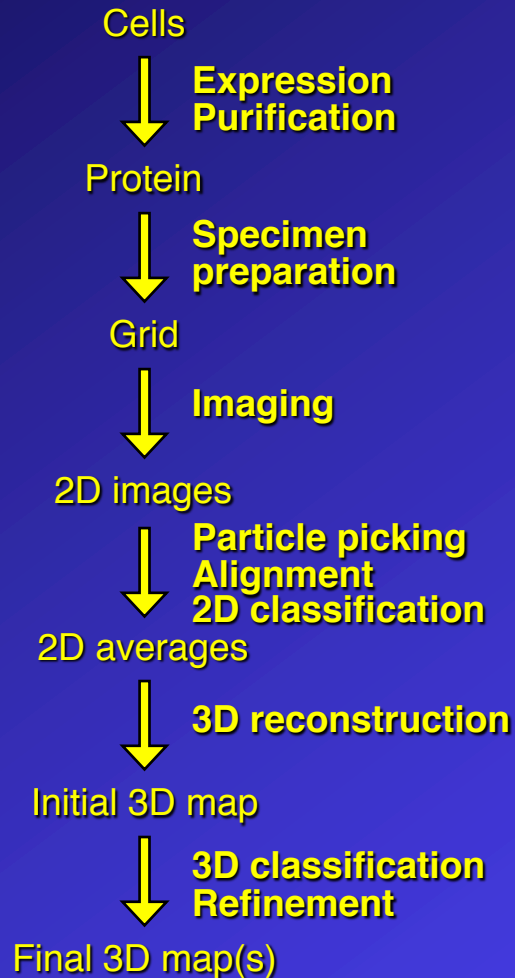 Cells
Expression
Purification
Protein
Specimen
preparation
Grid
Imaging
2D images
Particle picking
Alignment
2D classification
2D averages
3D reconstruction
Initial 3D map
3D classification
Refinement
Final 3D map(s)